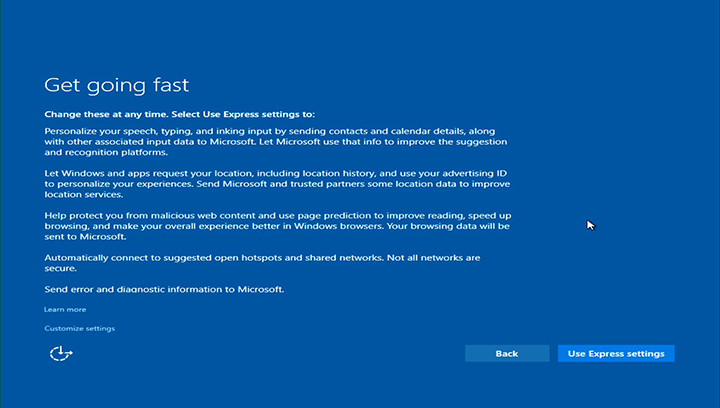 Get going fast
Change these at any time. Select Use Express settings to:
Personalize your speech, typing, and inking input by sending contacts and calendar details, along
with other associated input data to Microsoft. Let Microsoft use that info to improve the suggestion
and recognition platforms.
Let Windows and apps request your location, including location history, and use your advertising ID
to personalize your experiences. Send Microsoft and trusted partners some location data to improve
location services.
Help protect you from malicious web content and use page prediction to improve reading, speed up
browsing, and make your overall experience better in Windows browsers. Your browsing data will be
sent to Microsoft.
Automatically connect to suggested open hotspots and shared networks. Not all networks are
secure.
Send error and diagnostic information to Microsoft.
Learn more
Customize settings
Back
Use Express settings